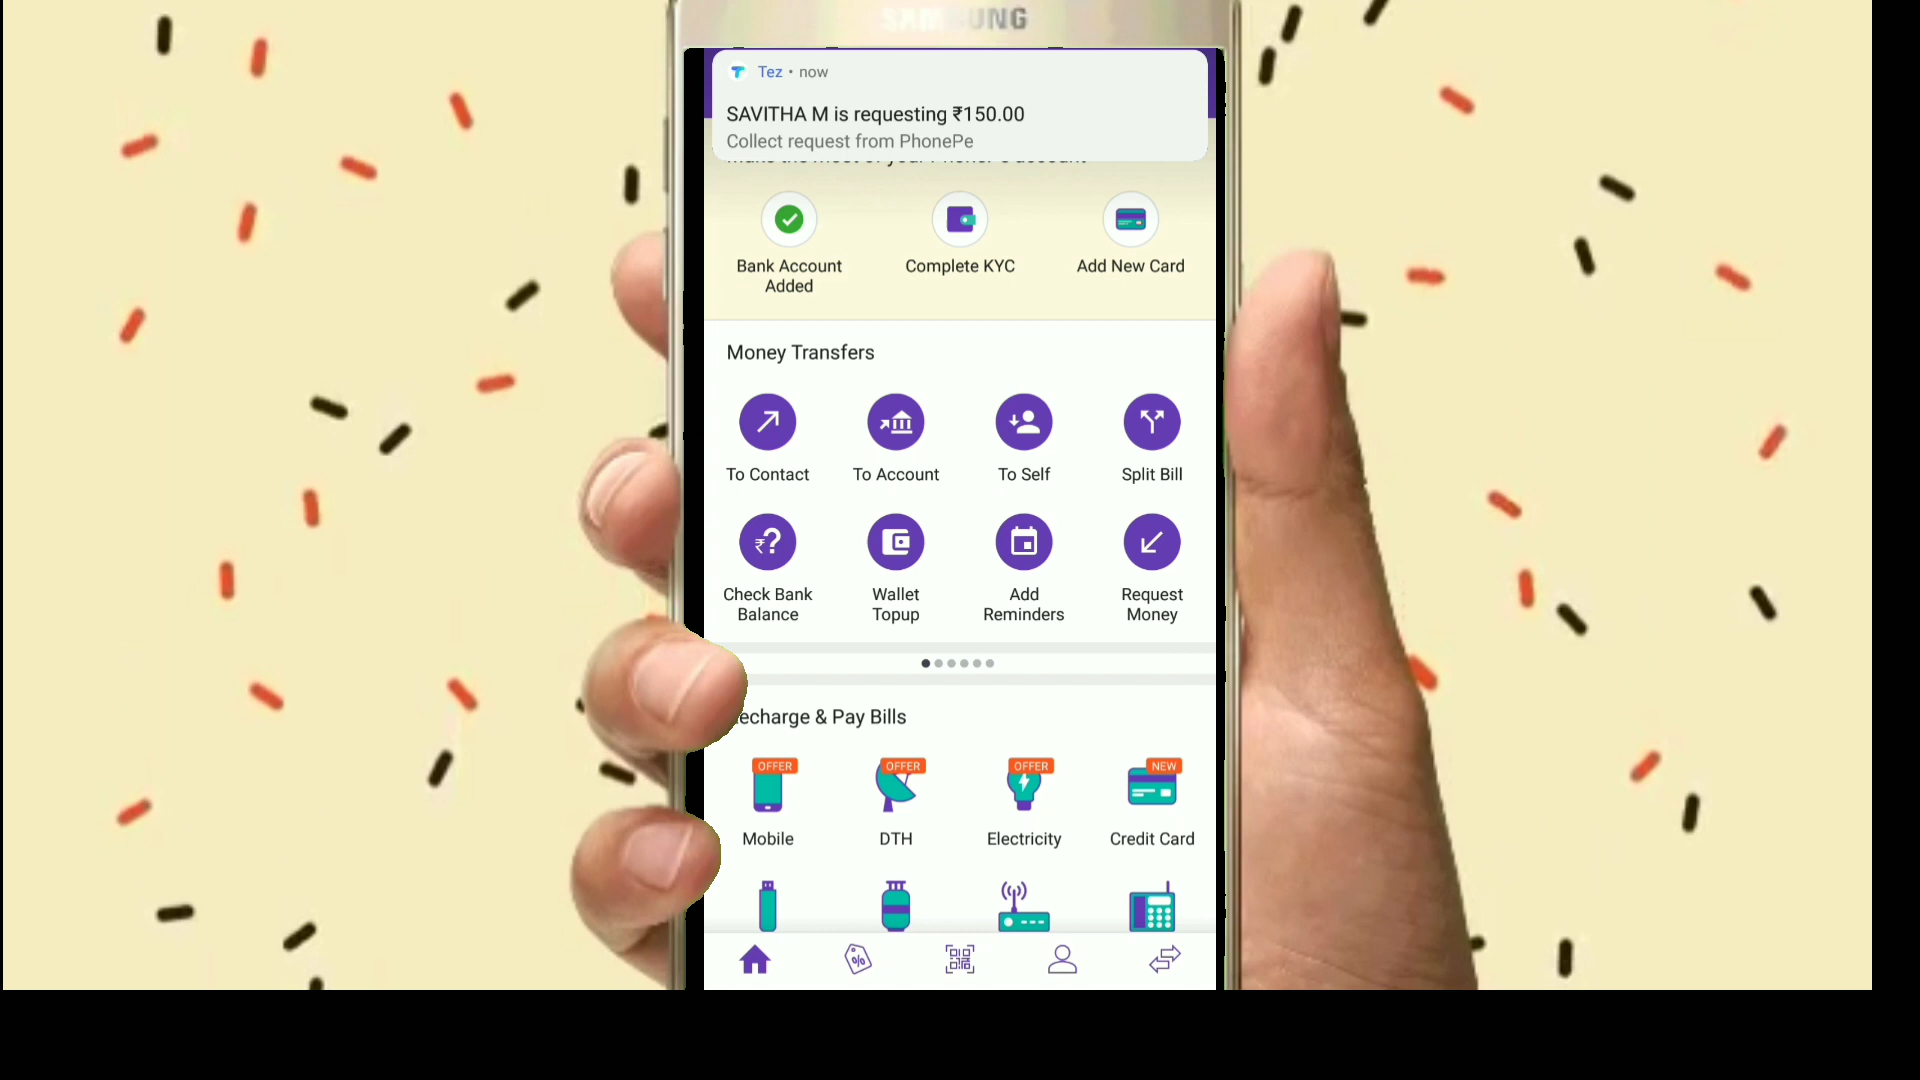 SAMSUNG
Tez • now
SAVITHA M is requesting ₹150.00
Collect request from PhonePe
Bank Account
Added
Complete KYC
Add New Card
Money Transfers
To Contact
To Account
To Self
Split Bill
Check Bank
Balance
Wallet
Topup
Add
Reminders
Request
Money
echarge & Pay Bills
OFFER
OFFER
OFFER
NEW
Mobile
DTH
Electricity
Credit Card